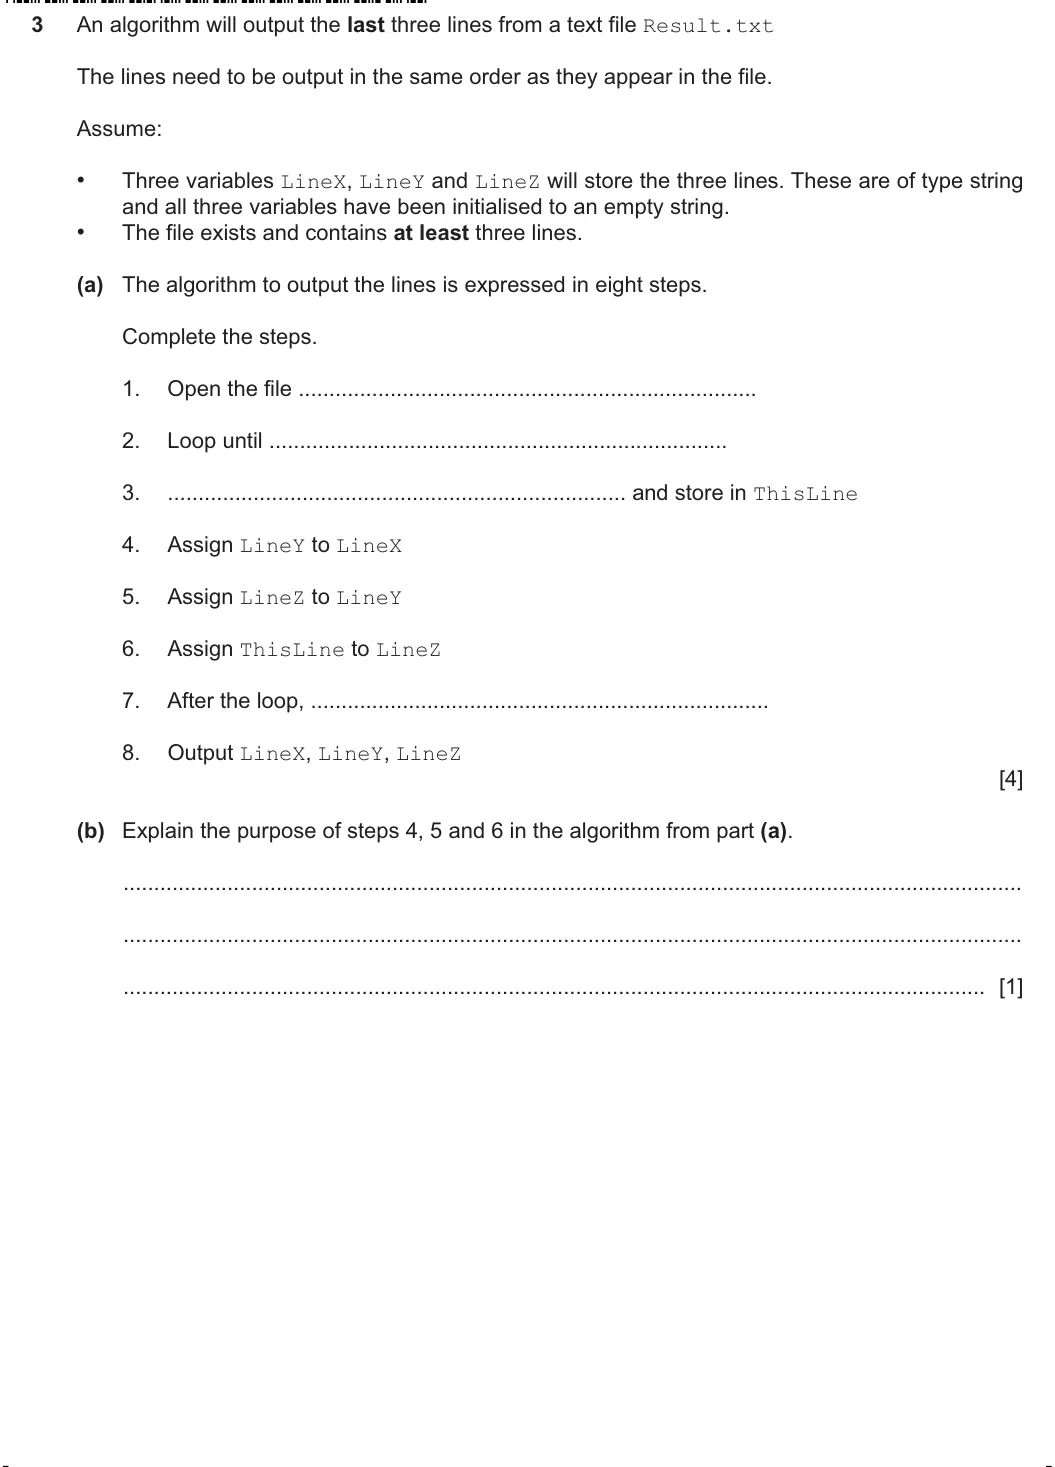 3 An algorithm will output the last three lines from a text file Result.txt
The lines need to be output in the same order as they appear in the file.
Assume:
• Three variables LineX, LineY and LineZ will store the three lines. These are of type string
and all three variables have been initialised to an empty string.
• The file exists and contains at least three lines.
(a) The algorithm to output the lines is expressed in eight steps.
Complete the steps.
1. Open the file ...........................................................................
2. Loop until ...........................................................................
3. ........................................................................... and store in ThisLine
4. Assign LineY to LineX
5. Assign LineZ to LineY
6. Assign ThisLine to LineZ
7. After the loop, ...........................................................................
8. Output LineX, LineY, LineZ
[4]
(b) Explain the purpose of steps 4, 5 and 6 in the algorithm from part (a).
...................................................................................................................................................
...................................................................................................................................................
............................................................................................................................................. [1]